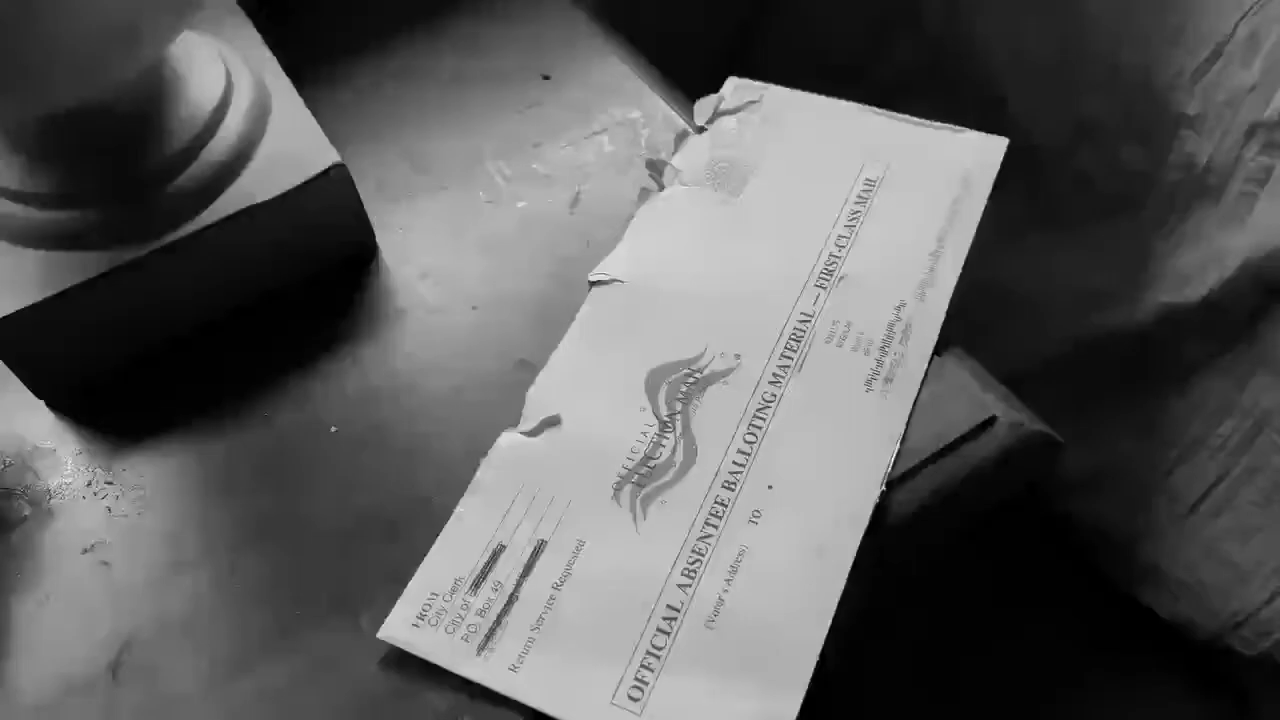 FROM
City Clerk
City of
P.O. Box 49
Return Service Requested
OFFICIAL
ELECTION MAIL
OFFICIAL ABSENTEE BALLOTING MATERIAL — FIRST-CLASS MAIL
(Voter's Address)
TO: